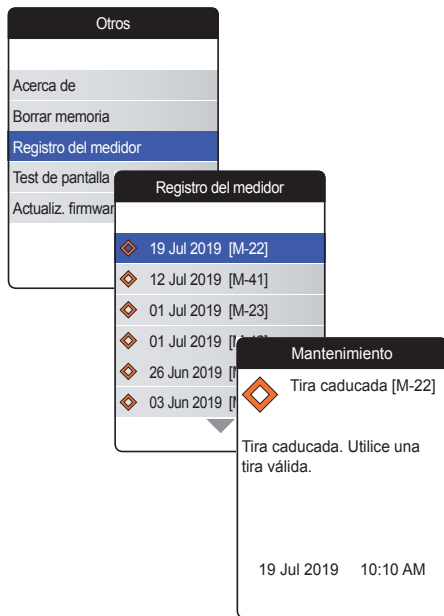 Otros
Acerca de
Borrar memoria
Registro del medidor
Test de pantalla
Actualiz.
Registro del medidor
19 Jul 2019 [M-22]
12 Jul 2019 [M-41]
01 Jul 2019 [M-23]
01 Jul 2019
26 Jun 2019
03 Jun 2019
Mantenimiento
Tira caducada [M-22]
Tira caducada. Utilice una
tira válida.
19 Jul 2019 10:10 AM